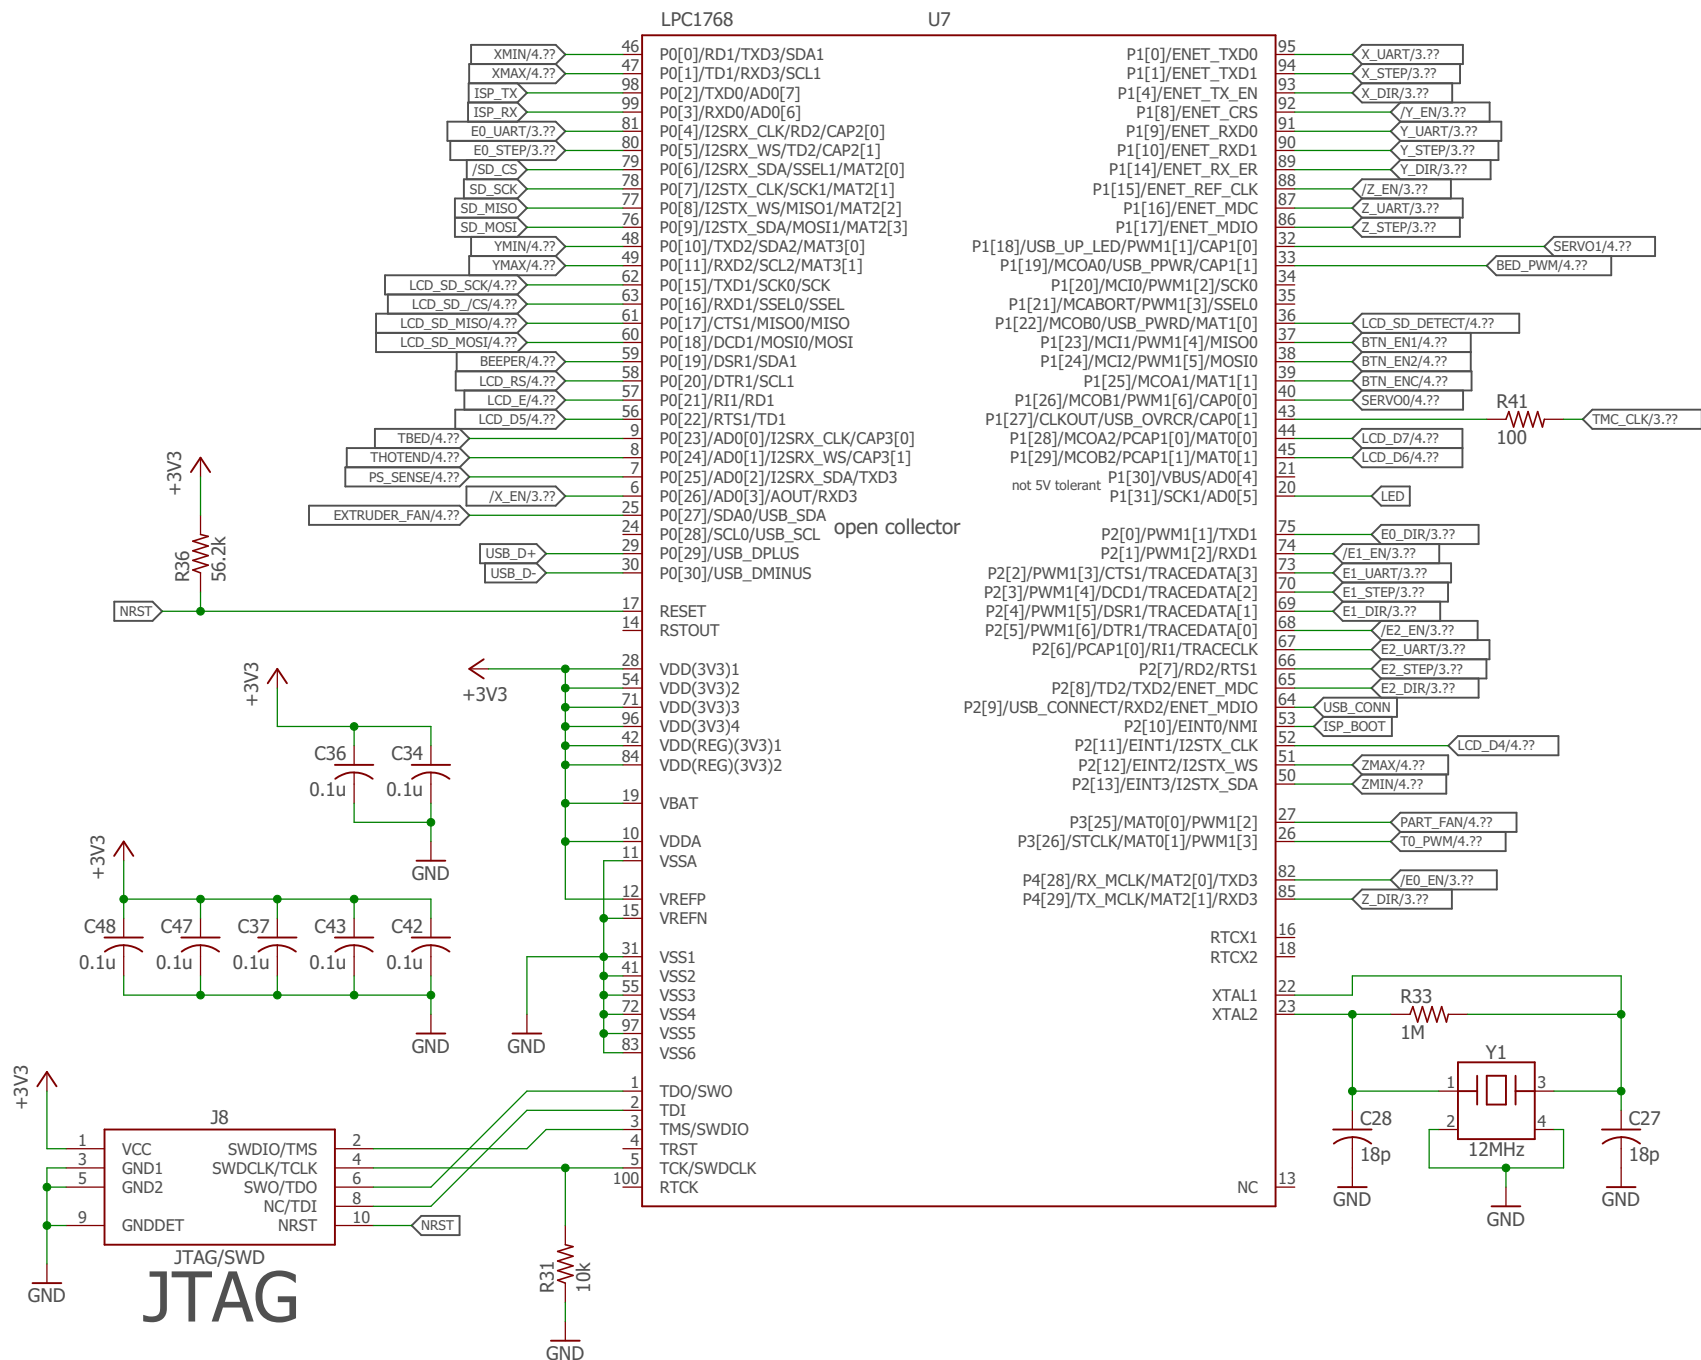 LPC1768 U7
XMIN/4.?? 46 P0[0]/RD1/TXD3/SDA1
XMAX/4.?? 47 P0[1]/TD1/RXD3/SCL1
ISP_TX 98 P0[2]/TXD0/AD0[7]
ISP_RX 99 P0[3]/RXD0/AD0[6]
E0_UART/3.?? 81 P0[4]/I2SRX_CLK/RD2/CAP2[0]
E0_STEP/3.?? 80 P0[5]/I2SRX_WS/TD2/CAP2[1]
/SD_CS 79 P0[6]/I2SRX_SDA/SSEL1/MAT2[0]
SD_SCK 78 P0[7]/I2STX_CLK/SCK1/MAT2[1]
SD_MISO 77 P0[8]/I2STX_WS/MISO1/MAT2[2]
SD_MOSI 76 P0[9]/I2STX_SDA/MOSI1/MAT2[3]
YMIN/4.?? 48 P0[10]/TXD2/SDA2/MAT3[0]
YMAX/4.?? 49 P0[11]/RXD2/SCL2/MAT3[1]
LCD_SD_SCK/4.?? 62 P0[15]/TXD1/SCK0/SCK
LCD_SD_/CS/4.?? 63 P0[16]/RXD1/SSEL0/SSEL
LCD_SD_MISO/4.?? 61 P0[17]/CTS1/MISO0/MISO
LCD_SD_MOSI/4.?? 60 P0[18]/DCD1/MOSI0/MOSI
BEEPER/4.?? 59 P0[19]/DSR1/SDA1
LCD_RS/4.?? 58 P0[20]/DTR1/SCL1
LCD_E/4.?? 57 P0[21]/RI1/RD1
LCD_D5/4.?? 56 P0[22]/RTS1/TD1
TBED/4.?? 9 P0[23]/AD0[0]/I2SRX_CLK/CAP3[0]
THOTEND/4.?? 8 P0[24]/AD0[1]/I2SRX_WS/CAP3[1]
PS_SENSE/4.?? 7 P0[25]/AD0[2]/I2SRX_SDA/TXD3
/X_EN/3.?? 6 P0[26]/AD0[3]/AOUT/RXD3
EXTRUDER_FAN/4.?? 25 P0[27]/SDA0/USB_SDA
24 P0[28]/SCL0/USB_SCL
open collector
USB_D+ 29 P0[29]/USB_DPLUS
USB_D- 30 P0[30]/USB_DMINUS
+3V3
R36
56.2k
NRST 17 RESET
14 RSTOUT
+3V3
28 VDD(3V3)1
54 VDD(3V3)2
71 VDD(3V3)3
96 VDD(3V3)4
42 VDD(REG)(3V3)1
84 VDD(REG)(3V3)2
19 VBAT
10 VDDA
11 VSSA
12 VREFP
15 VREFN
31 VSS1
41 VSS2
55 VSS3
72 VSS4
97 VSS5
83 VSS6
GND
1 TDO/SWO
2 TDI
3 TMS/SWDIO
4 TRST
5 TCK/SWDCLK
100 RTCK
P1[0]/ENET_TXD0 95 X_UART/3.??
P1[1]/ENET_TXD1 94 X_STEP/3.??
P1[4]/ENET_TX_EN 93 X_DIR/3.??
P1[8]/ENET_CRS 92 /Y_EN/3.??
P1[9]/ENET_RXD0 91 Y_UART/3.??
P1[10]/ENET_RXD1 90 Y_STEP/3.??
P1[14]/ENET_RX_ER 89 Y_DIR/3.??
P1[15]/ENET_REF_CLK 88 /Z_EN/3.??
P1[16]/ENET_MDC 87 Z_UART/3.??
P1[17]/ENET_MDIO 86 Z_STEP/3.??
P1[18]/USB_UP_LED/PWM1[1]/CAP1[0] 32 SERVO1/4.??
P1[19]/MCOA0/USB_PPWR/CAP1[1] 33 BED_PWM/4.??
P1[20]/MCI0/PWM1[2]/SCK0 34
P1[21]/MCABORT/PWM1[3]/SSEL0 35
P1[22]/MCOB0/USB_PWRD/MAT1[0] 36 LCD_SD_DETECT/4.??
P1[23]/MCI1/PWM1[4]/MISO0 37 BTN_EN1/4.??
P1[24]/MCI2/PWM1[5]/MOSI0 38 BTN_EN2/4.??
P1[25]/MCOA1/MAT1[1] 39 BTN_ENC/4.??
P1[26]/MCOB1/PWM1[6]/CAP0[0] 40 SERVO0/4.??
P1[27]/CLKOUT/USB_OVRCR/CAP0[1] 43 R41 100 TMC_CLK/3.??
P1[28]/MCOA2/PCAP1[0]/MAT0[0] 44 LCD_D7/4.??
P1[29]/MCOB2/PCAP1[1]/MAT0[1] 45 LCD_D6/4.??
not 5V tolerant P1[30]/VBUS/AD0[4] 21
P1[31]/SCK1/AD0[5] 20 LED
P2[0]/PWM1[1]/TXD1 75 E0_DIR/3.??
P2[1]/PWM1[2]/RXD1 74 /E1_EN/3.??
P2[2]/PWM1[3]/CTS1/TRACEDATA[3] 73 E1_UART/3.??
P2[3]/PWM1[4]/DCD1/TRACEDATA[2] 70 E1_STEP/3.??
P2[4]/PWM1[5]/DSR1/TRACEDATA[1] 69 E1_DIR/3.??
P2[5]/PWM1[6]/DTR1/TRACEDATA[0] 68 /E2_EN/3.??
P2[6]/PCAP1[0]/RI1/TRACECLK 67 E2_UART/3.??
P2[7]/RD2/RTS1 66 E2_STEP/3.??
P2[8]/TD2/TXD2/ENET_MDC 65 E2_DIR/3.??
P2[9]/USB_CONNECT/RXD2/ENET_MDIO 64 USB_CONN
P2[10]/EINT0/NMI 53 ISP_BOOT
P2[11]/EINT1/I2STX_CLK 52 LCD_D4/4.??
P2[12]/EINT2/I2STX_WS 51 ZMAX/4.??
P2[13]/EINT3/I2STX_SDA 50 ZMIN/4.??
P3[25]/MAT0[0]/PWM1[2] 27 PART_FAN/4.??
P3[26]/STCLK/MAT0[1]/PWM1[3] 26 T0_PWM/4.??
P4[28]/RX_MCLK/MAT2[0]/TXD3 82 /E0_EN/3.??
P4[29]/TX_MCLK/MAT2[1]/RXD3 85 Z_DIR/3.??
RTCX1 16
RTCX2 18
XTAL1 22
XTAL2 23
NC 13
R33
1M
Y1
1 3
2 4
12MHz
C28
18p
GND
C27
18p
GND
GND
+3V3
C36 C34
0.1u 0.1u
GND
+3V3
C48 C47 C37 C43 C42
0.1u 0.1u 0.1u 0.1u 0.1u
GND
+3V3
J8
1 VCC SWDIO/TMS 2
3 GND1 SWDCLK/TCLK 4
5 GND2 SWO/TDO 6
NC/TDI 8
9 GNDDET NRST 10 NRST
JTAG/SWD
JTAG
GND
R31
10k
GND